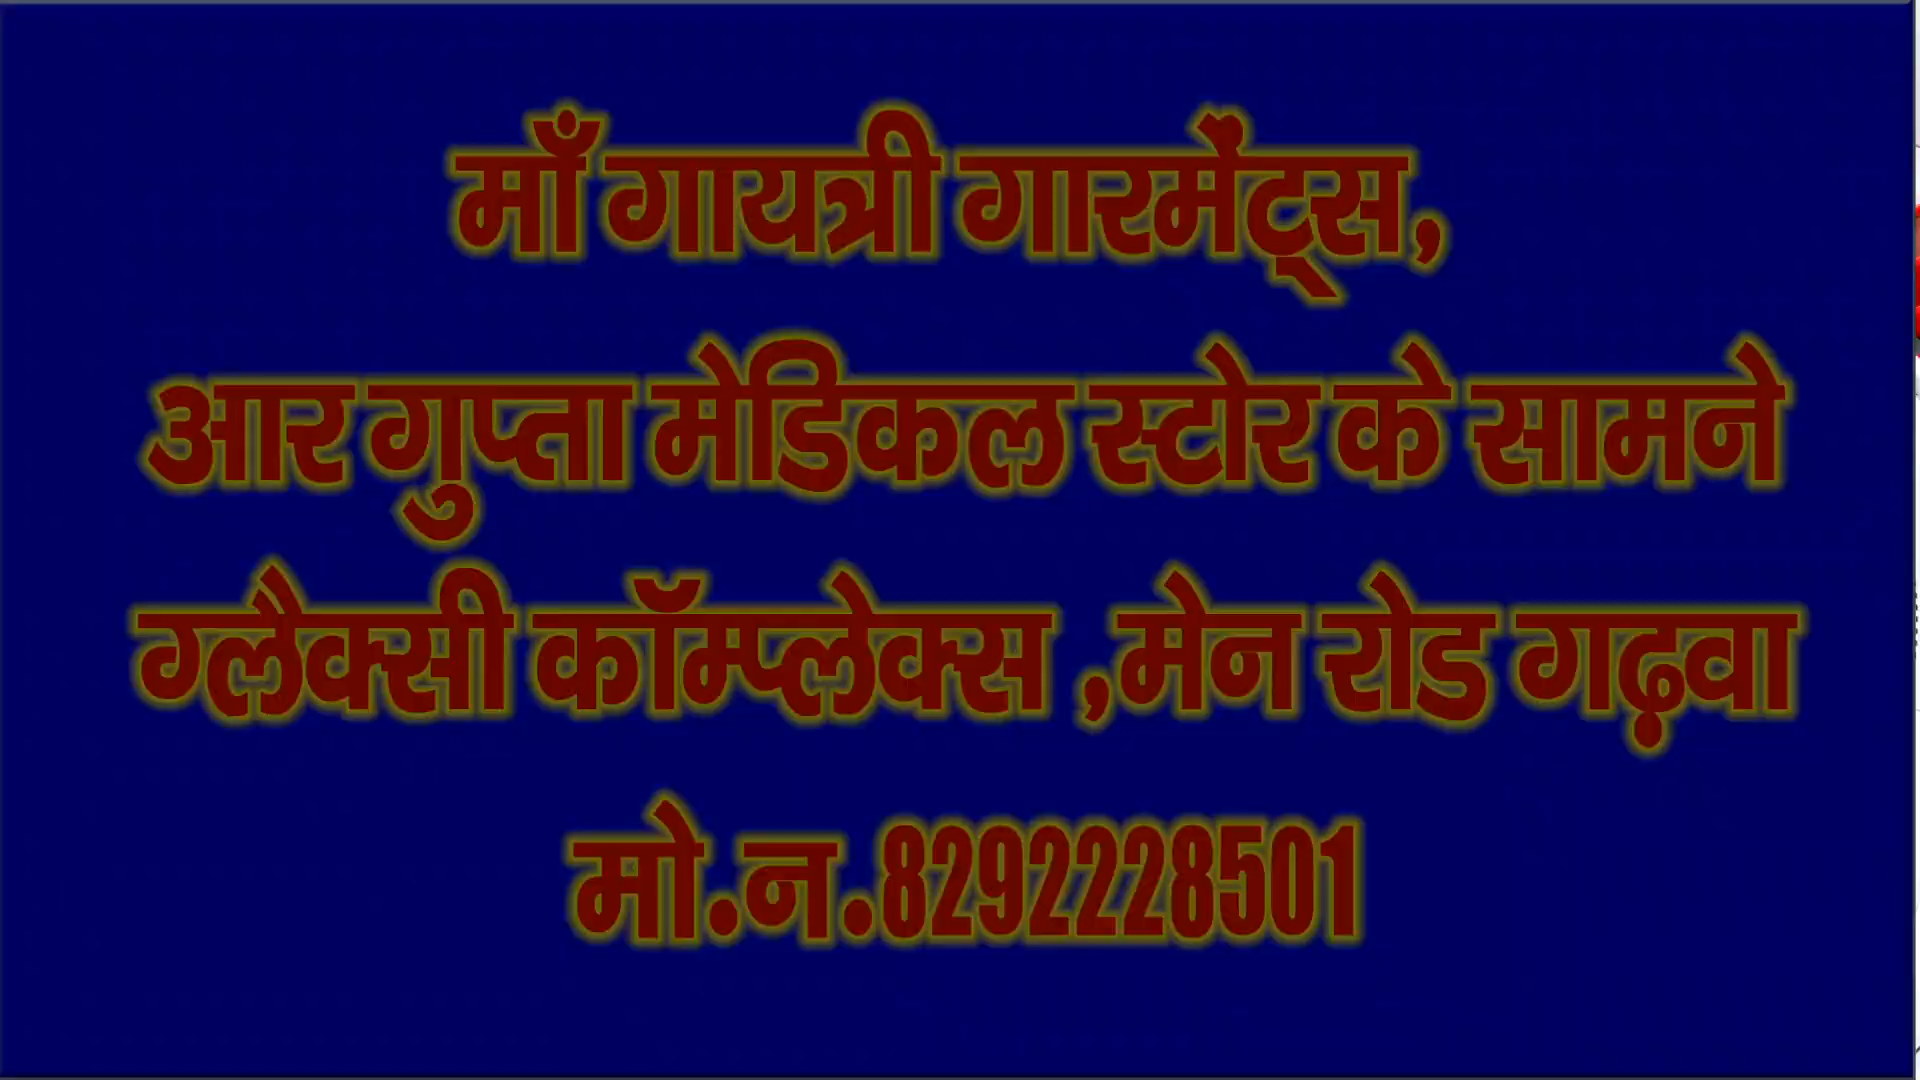 माँ गायत्री गारमेंट्स,
आर गुप्ता मेडिकल स्टोर के सामने
ग्लैक्सी कॉम्प्लेक्स ,मेन रोड गढ़वा
मो.न.8292228501